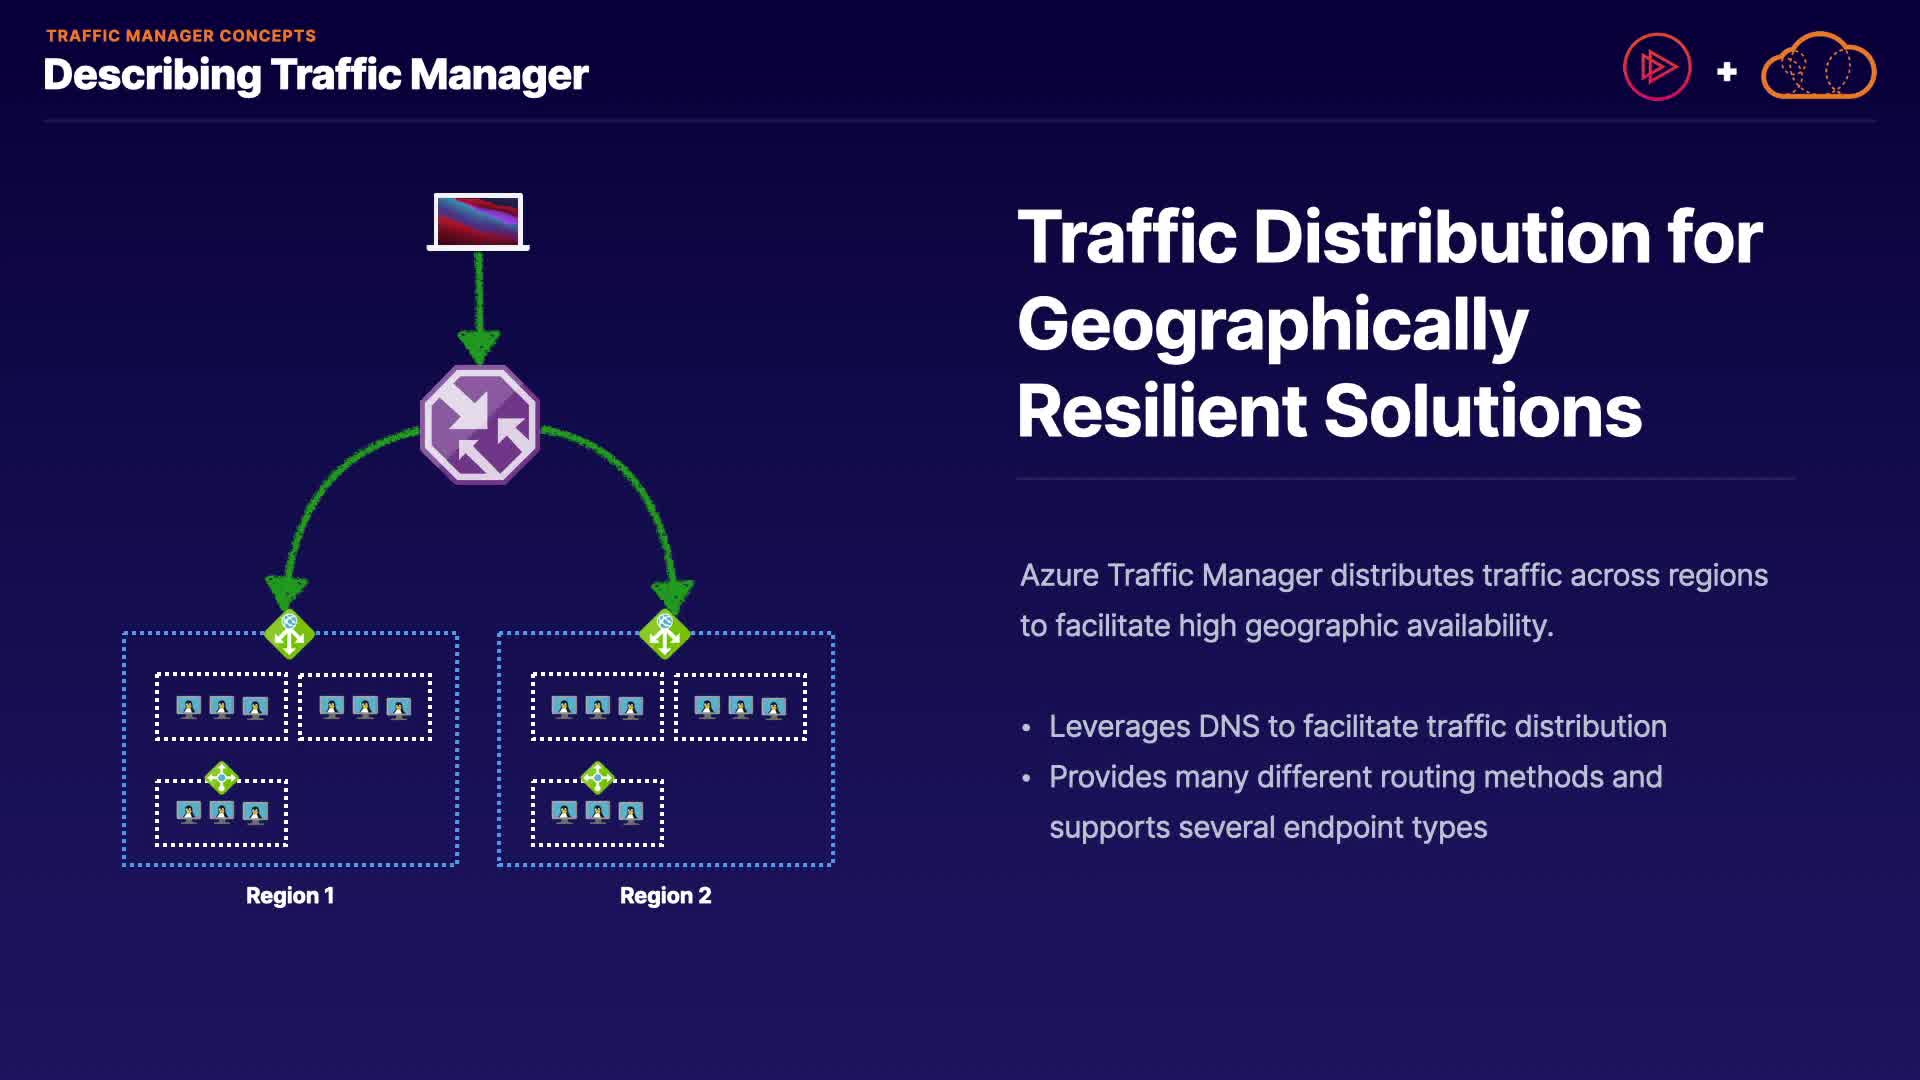 TRAFFIC MANAGER CONCEPTS
Describing Traffic Manager
Traffic Distribution for
Geographically
Resilient Solutions
Azure Traffic Manager distributes traffic across regions
to facilitate high geographic availability.
• Leverages DNS to facilitate traffic distribution
• Provides many different routing methods and
supports several endpoint types
Region 1
Region 2